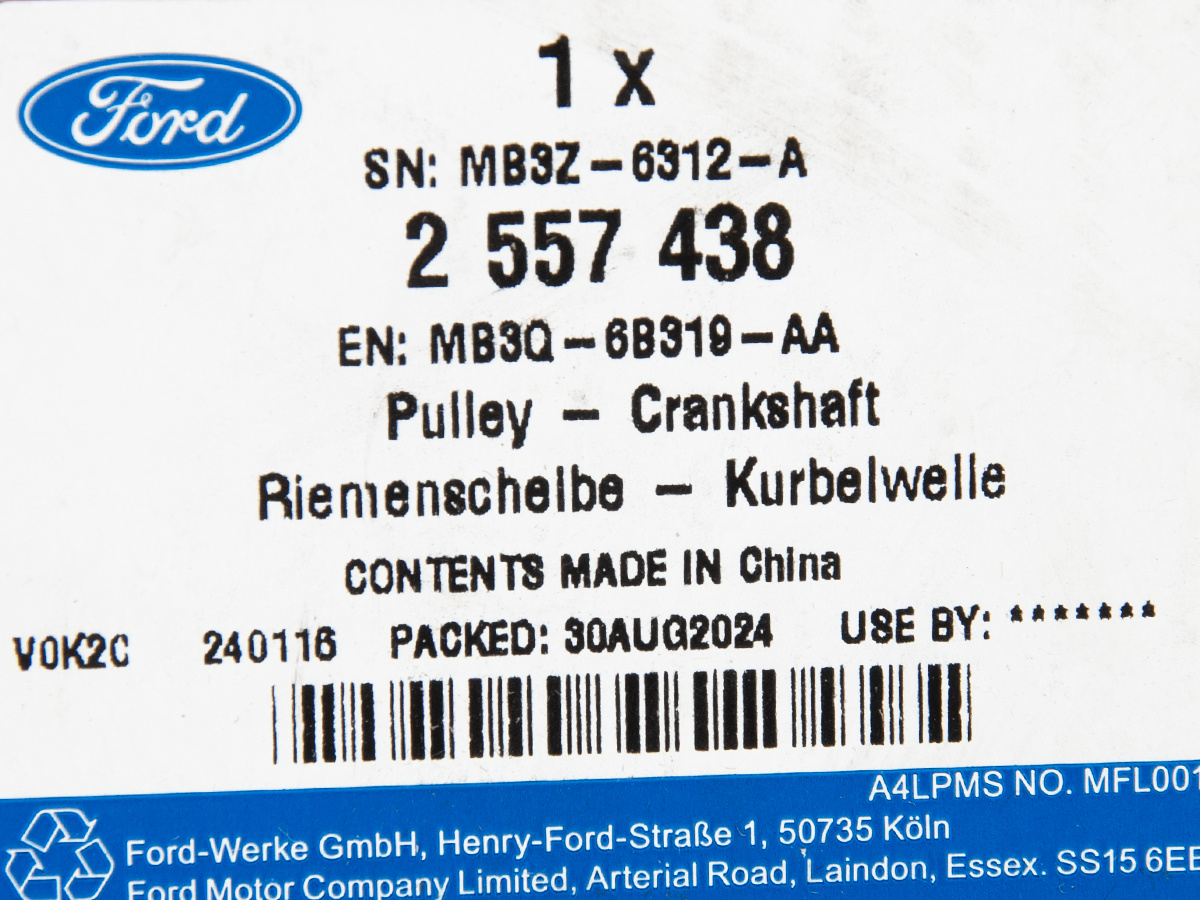 Ford
1 x
SN: MB3Z-6312-A
2 557 438
EN: MB3Q-6B319-AA
Pulley - Crankshaft
Riemenscheibe - Kurbelwelle
CONTENTS MADE IN China
V0K2C 240116 PACKED: 30AUG2024 USE BY: *******
A4LPMS NO. MFL001
Ford-Werke GmbH, Henry-Ford-Straße 1, 50735 Köln
Ford Motor Company Limited, Arterial Road, Laindon, Essex. SS15 6EE